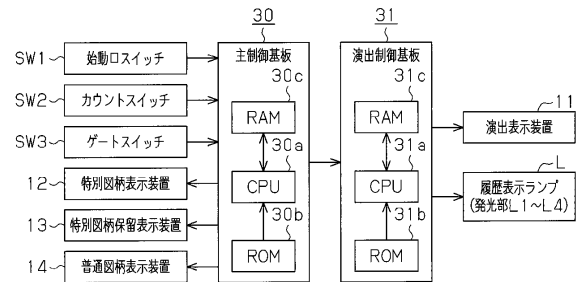 30
31
主制御基板
演出制御基板
SW1
始動口スイッチ
SW2
カウントスイッチ
SW3
ゲートスイッチ
12
特別図柄表示装置
13
特別図柄保留表示装置
14
普通図柄表示装置
30c
RAM
30a
CPU
30b
ROM
31c
RAM
31a
CPU
31b
ROM
11
演出表示装置
L
履歴表示ランプ
(発光部L1~L4)